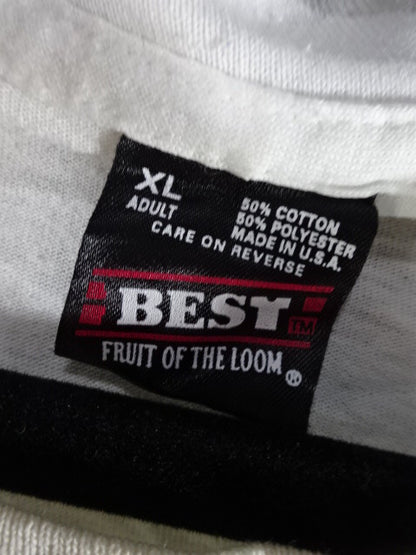 XL
ADULT
50% COTTON
50% POLYESTER
MADE IN U.S.A.
CARE ON REVERSE
BEST TM
FRUIT OF THE LOOM ®